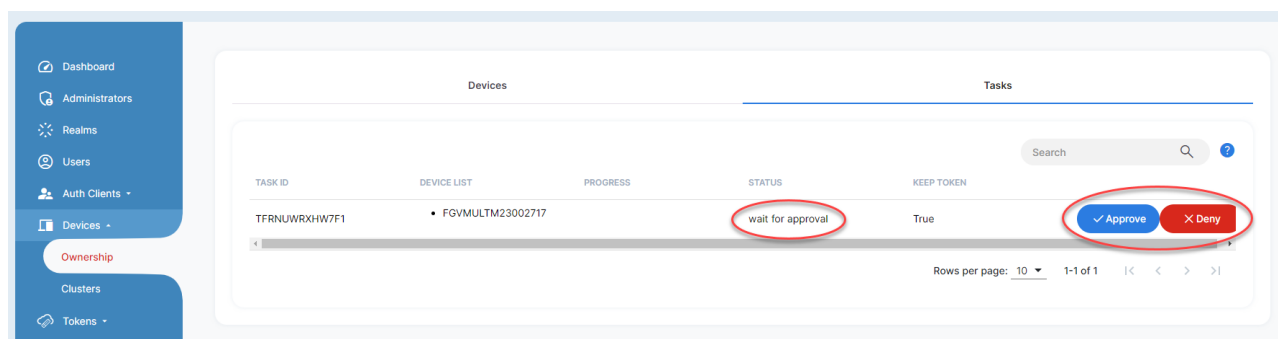 Dashboard
Administrators
Realms
Users
Auth Clients
Devices
Ownership
Clusters
Tokens
Devices Tasks
Search
TASK ID DEVICE LIST PROGRESS STATUS KEEP TOKEN
TFRNUWRXHW7F1 • FGVMULTM23002717 wait for approval True Approve Deny
Rows per page: 10 1-1 of 1